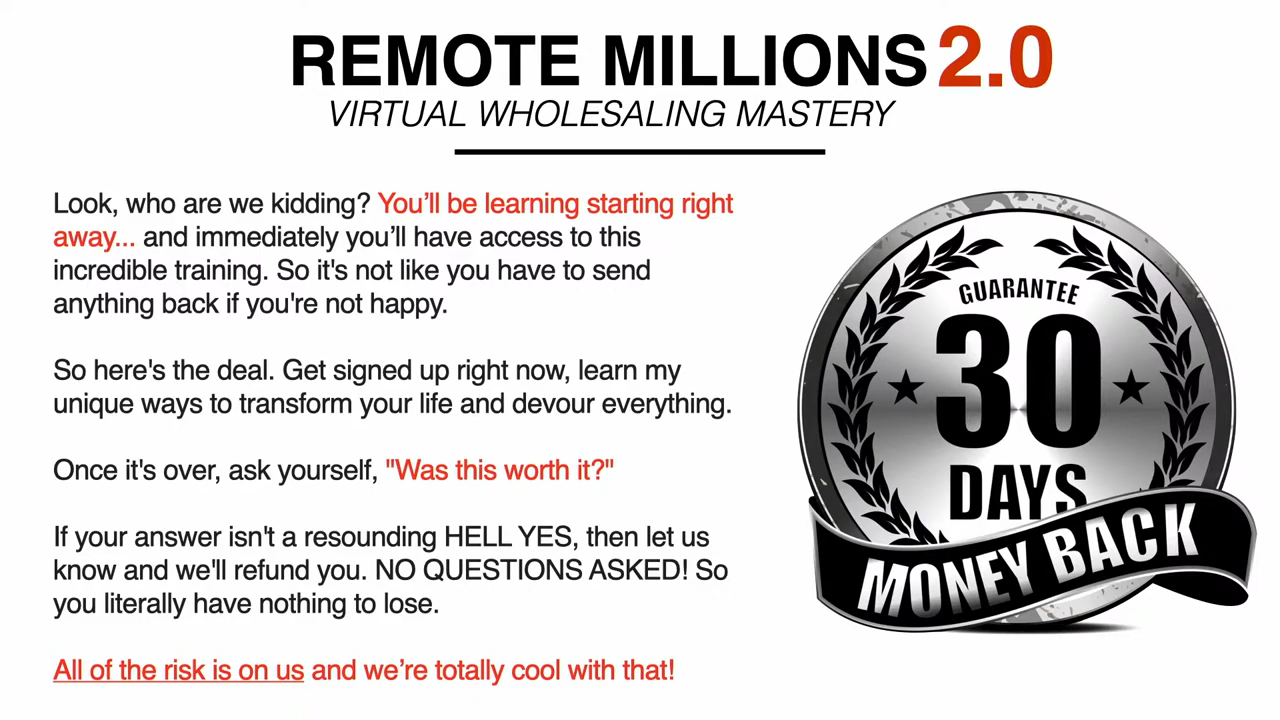 REMOTE MILLIONS 2.0
VIRTUAL WHOLESALING MASTERY
Look, who are we kidding? You’ll be learning starting right
away... and immediately you’ll have access to this
incredible training. So it's not like you have to send
anything back if you're not happy.
So here's the deal. Get signed up right now, learn my
unique ways to transform your life and devour everything.
Once it's over, ask yourself, "Was this worth it?"
If your answer isn't a resounding HELL YES, then let us
know and we'll refund you. NO QUESTIONS ASKED! So
you literally have nothing to lose.
All of the risk is on us and we’re totally cool with that!
GUARANTEE
30
DAYS
MONEY BACK